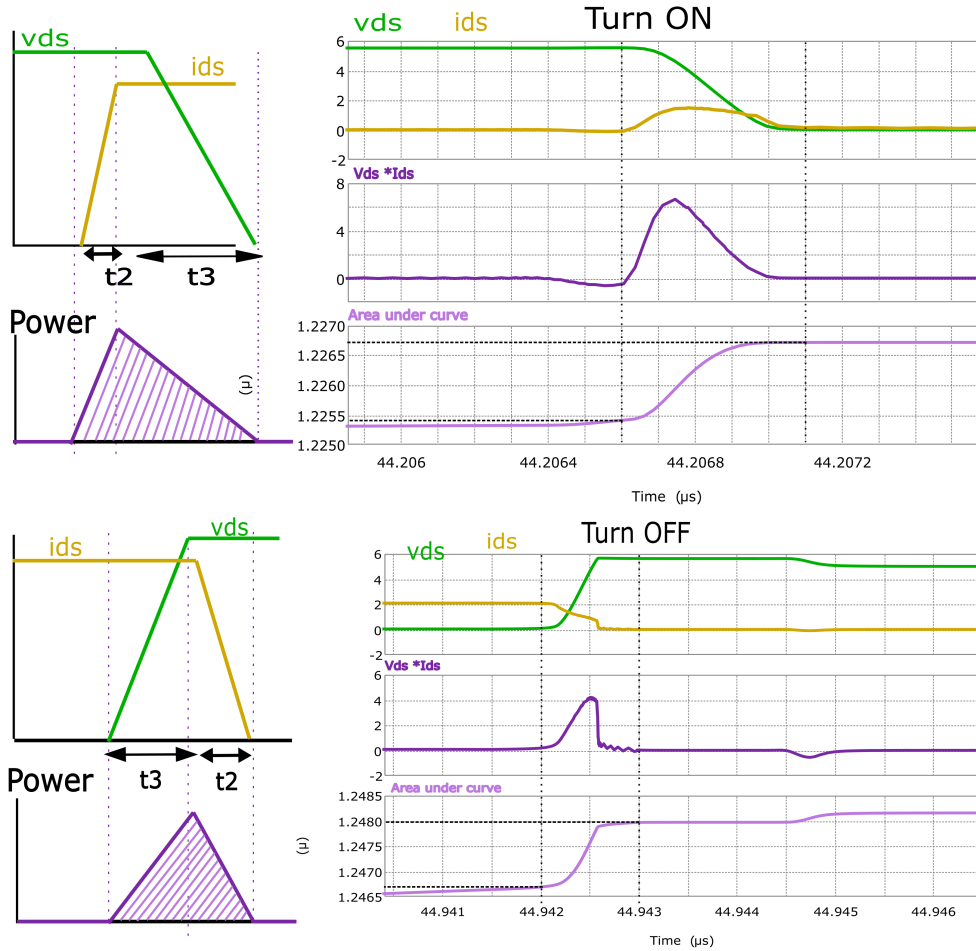 vds
ids
t2
t3
Power
vds ids Turn ON
6
4
2
0
-2
Vds *Ids
8
4
0
Area under curve
(µ)
1.2270
1.2265
1.2260
1.2255
1.2250
44.206 44.2064 44.2068 44.2072
Time (µs)
vds
ids
t3 t2
Power
vds ids Turn OFF
6
4
2
0
-2
Vds *Ids
6
4
2
0
-2
Area under curve
(µ)
1.2485
1.2480
1.2475
1.2470
1.2465
44.941 44.942 44.943 44.944 44.945 44.946
Time (µs)